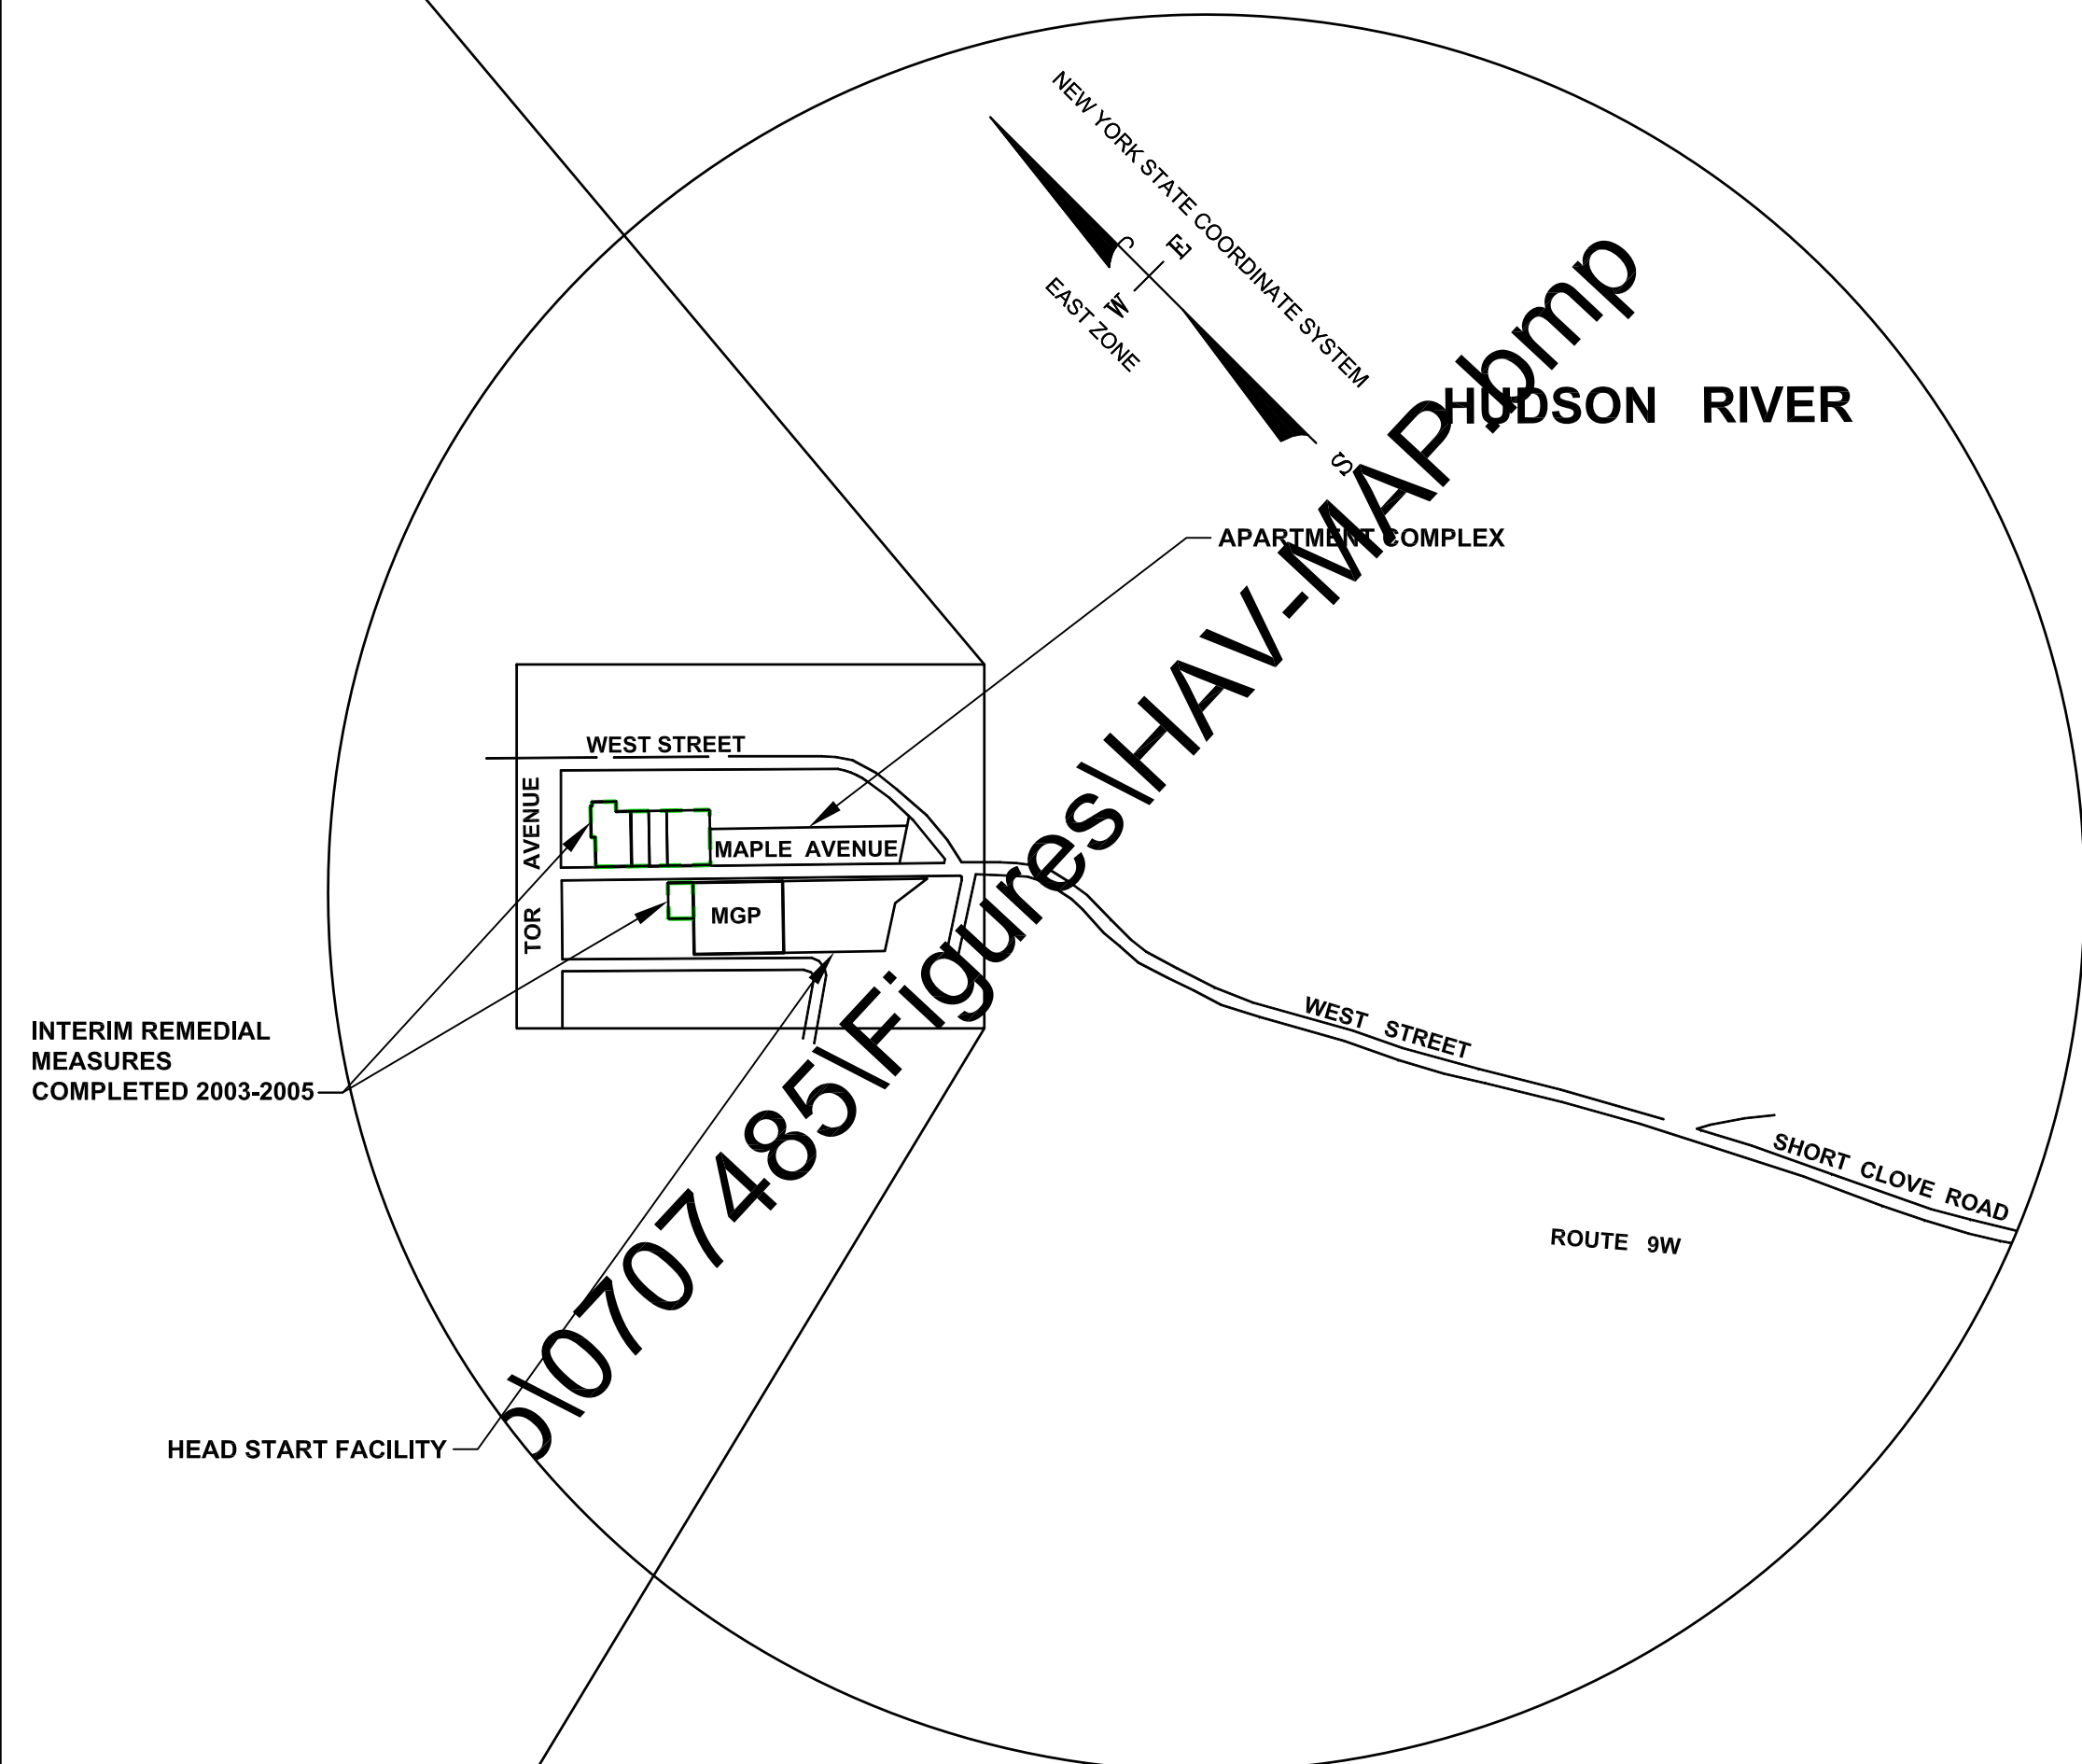 NEW YORK STATE COORDINATE SYSTEM
E
W
EAST ZONE
S
HUDSON RIVER
APARTMENT COMPLEX
WEST STREET
TOR AVENUE
MAPLE AVENUE
MGP
INTERIM REMEDIAL
MEASURES
COMPLETED 2003-2005
WEST STREET
SHORT CLOVE ROAD
ROUTE 9W
HEAD START FACILITY
\0707485\Figures\HAV-MAP.bmp